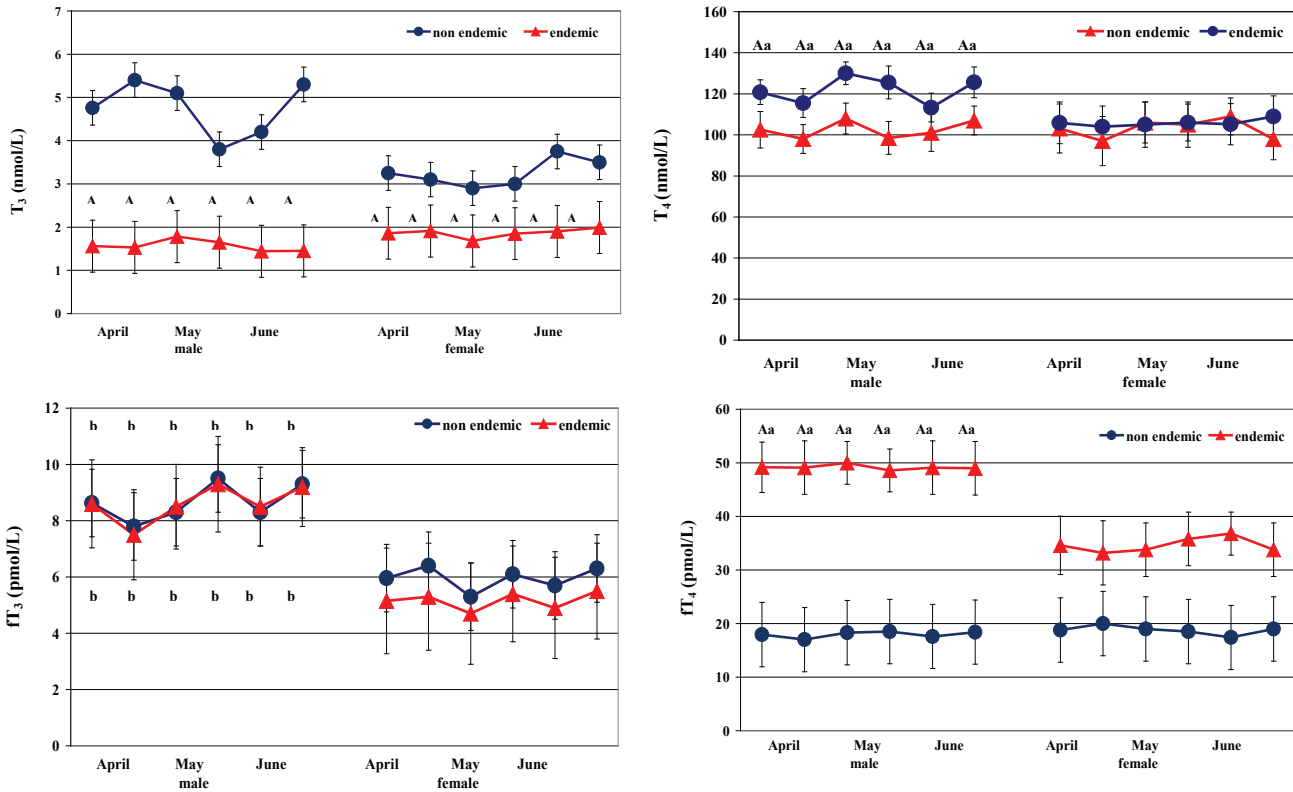 T3 (nmol/L)
7
6
5
4
3
2
1
0
non endemic
endemic
A A A A A A
A A A A A A
April May June
male
April May June
female
T4 (nmol/L)
160
140
120
100
80
60
40
20
0
non endemic
endemic
Aa Aa Aa Aa Aa Aa
April May June
male
April May June
female
fT3 (pmol/L)
12
10
8
6
4
2
0
non endemic
endemic
b b b b b b
b b b b b b
April May June
male
April May June
female
fT4 (pmol/L)
60
50
40
30
20
10
0
non endemic
endemic
Aa Aa Aa Aa Aa Aa
April May June
male
April May June
female